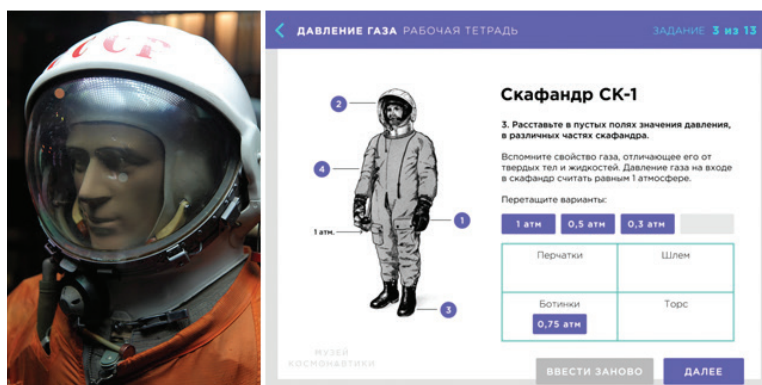 СССР
ДАВЛЕНИЕ ГАЗА РАБОЧАЯ ТЕТРАДЬ
ЗАДАНИЕ 3 из 13
Скафандр СК-1
3. Расставьте в пустых полях значения давления,
в различных частях скафандра.
Вспомните свойство газа, отличающее его от
твердых тел и жидкостей. Давление газа на входе
в скафандр считать равным 1 атмосфере.
Перетащите варианты:
1 атм 0,5 атм 0,3 атм
Перчатки Шлем
Ботинки Торс
0,75 атм
2
4
1
1 атм.
3
МУЗЕЙ
КОСМОНАВТИКИ
ВВЕСТИ ЗАНОВО ДАЛЕЕ